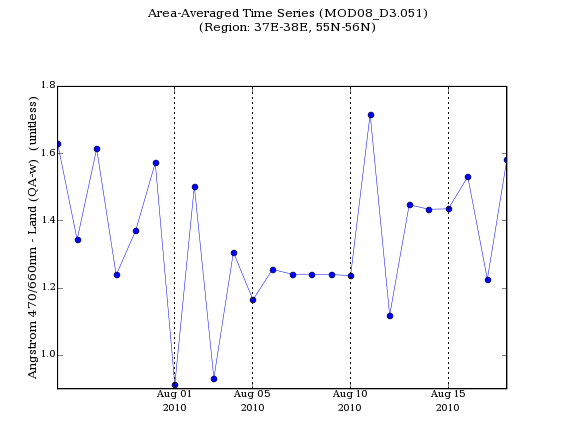 Area-Averaged Time Series (MOD08_D3.051)
(Region: 37E-38E, 55N-56N)
Angstrom 470/660nm - Land (QA-w) (unitless)
1.8
1.6
1.4
1.2
1.0
Aug 01 Aug 05 Aug 10 Aug 15
2010 2010 2010 2010